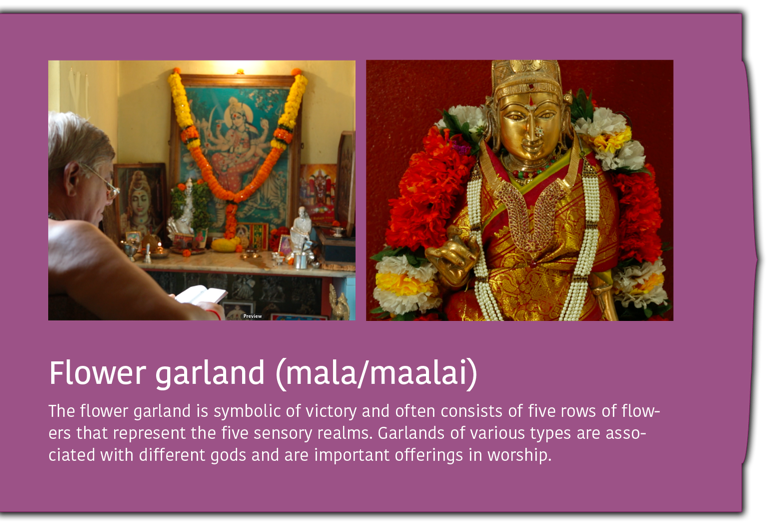 Preview
Flower garland (mala/maalai)
The flower garland is symbolic of victory and often consists of five rows of flow-
ers that represent the five sensory realms. Garlands of various types are asso-
ciated with different gods and are important offerings in worship.